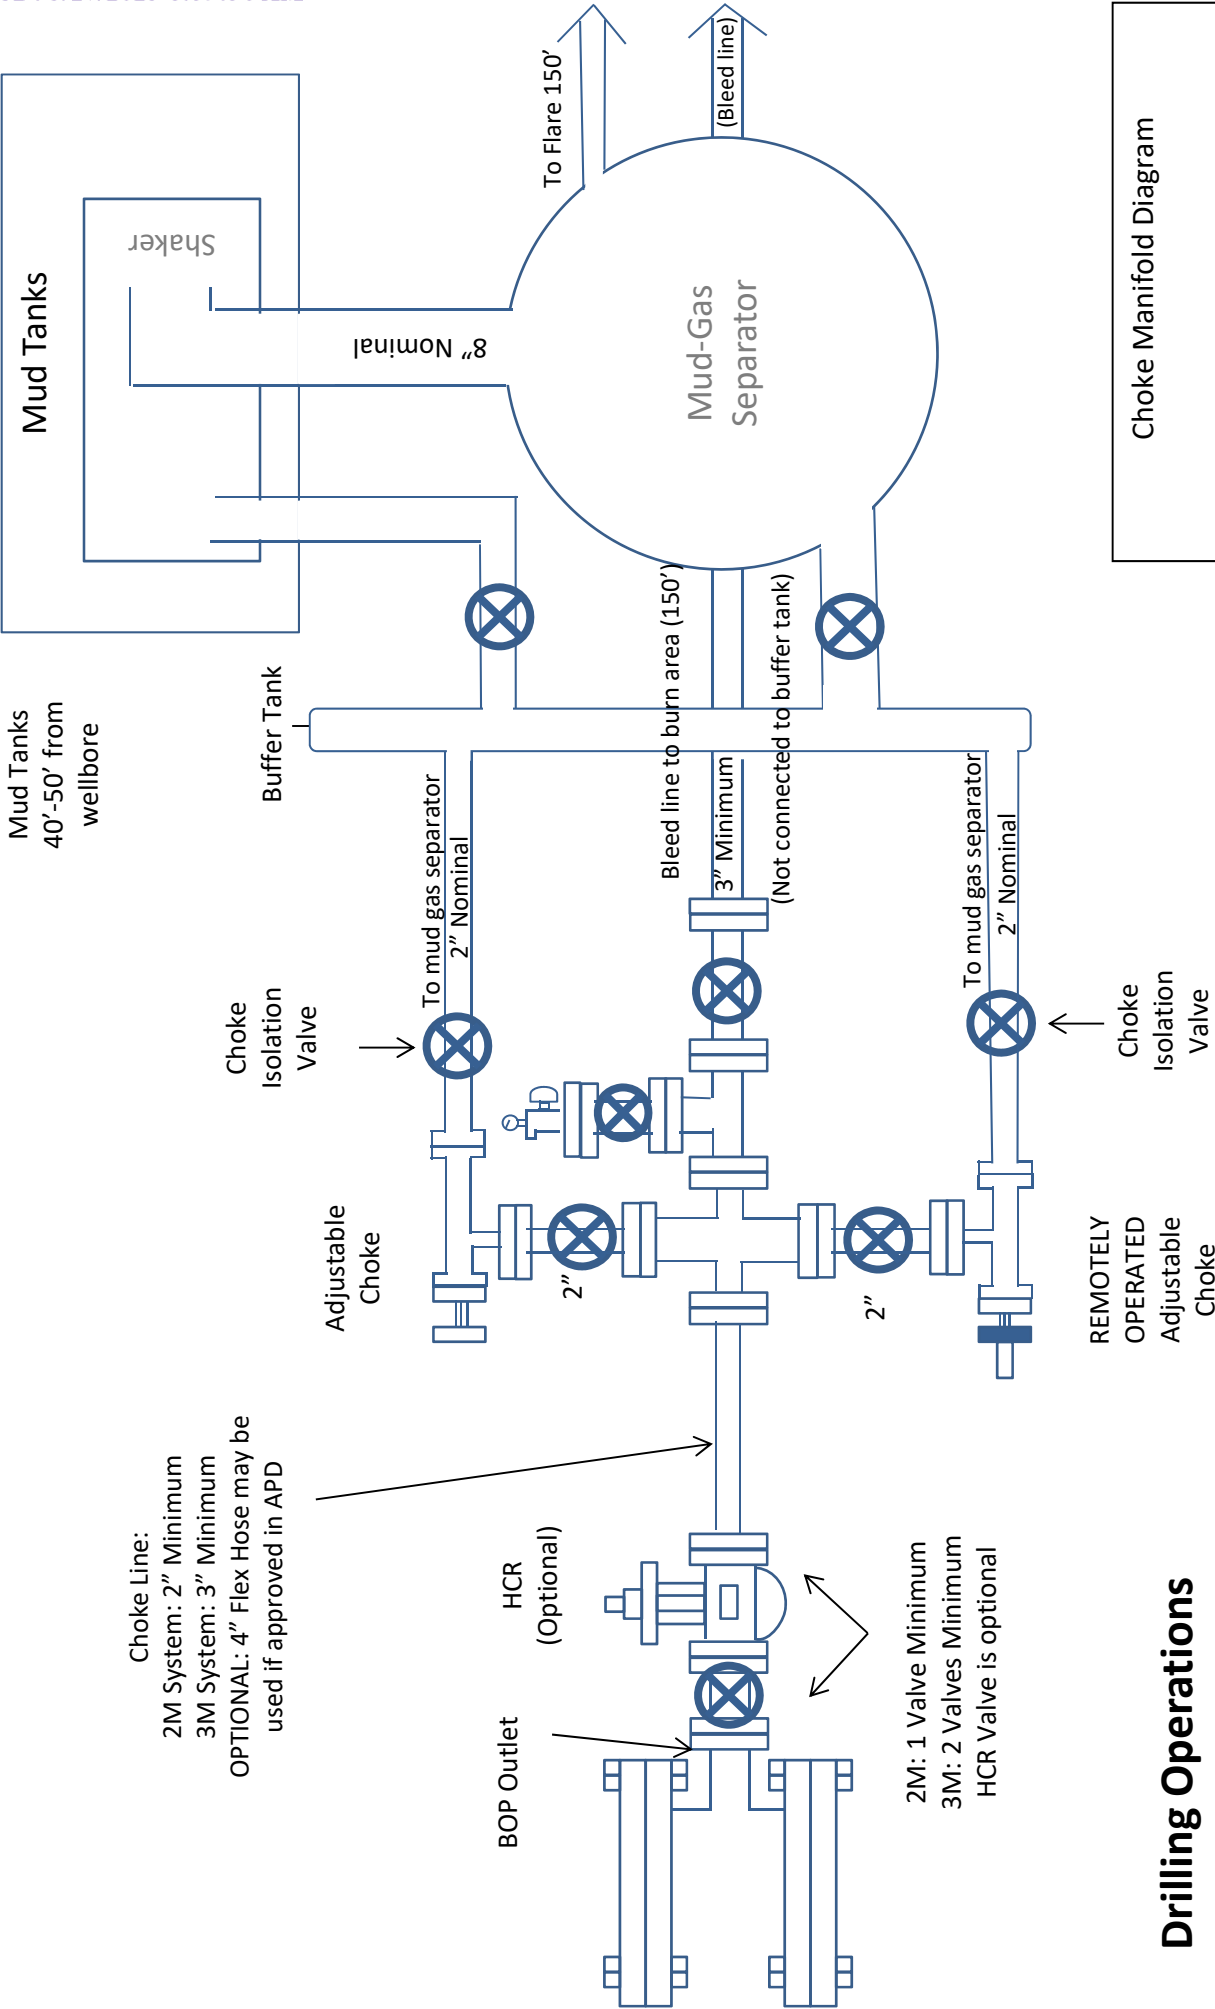 Mud Tanks
Shaker
8” Nominal
Mud Tanks
40’-50’ from
wellbore
Buffer Tank
To Flare 150’
(Bleed line)
Mud-Gas
Separator
Choke
Isolation
Valve
To mud gas separator
2” Nominal
Bleed line to burn area (150’)
3” Minimum
(Not connected to buffer tank)
To mud gas separator
2” Nominal
Choke
Isolation
Valve
Adjustable
Choke
2”
2”
REMOTELY
OPERATED
Adjustable
Choke
Choke Line:
2M System: 2” Minimum
3M System: 3” Minimum
OPTIONAL: 4” Flex Hose may be
used if approved in APD
HCR
(Optional)
BOP Outlet
2M: 1 Valve Minimum
3M: 2 Valves Minimum
HCR Valve is optional
Drilling Operations
Choke Manifold Diagram